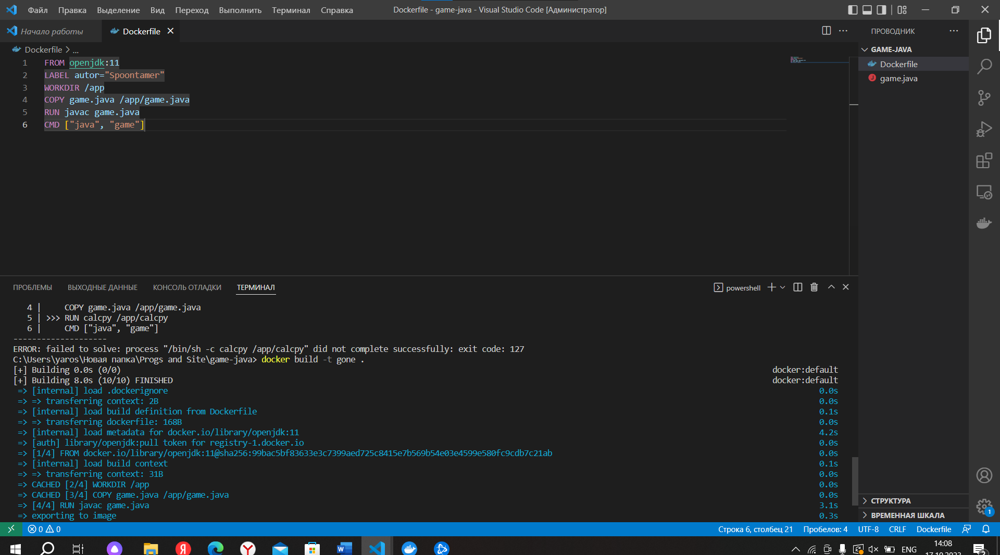 Файл Правка Выделение Вид Переход Выполнить Терминал Справка Dockerfile - game-java - Visual Studio Code [Администратор]
Начало работы Dockerfile ПРОВОДНИК
Dockerfile > ... GAME-JAVA
1 FROM openjdk:11
Dockerfile
2 LABEL autor="Spoontamer"
game.java
3 WORKDIR /app
4 COPY game.java /app/game.java
5 RUN javac game.java
6 CMD ["java", "game"]
ПРОБЛЕМЫ ВЫХОДНЫЕ ДАННЫЕ КОНСОЛЬ ОТЛАДКИ ТЕРМИНАЛ powershell
4 | COPY game.java /app/game.java
5 | >>> RUN calcpy /app/calcpy
6 | CMD ["java", "game"]
--------------------
ERROR: failed to solve: process "/bin/sh -c calcpy /app/calcpy" did not complete successfully: exit code: 127
C:\Users\yaros\Новая папка\Progs and Site\game-java> docker build -t gone .
[+] Building 0.0s (0/0) docker:default
[+] Building 8.0s (10/10) FINISHED docker:default
=> [internal] load .dockerignore 0.0s
=> => transferring context: 2B 0.0s
=> [internal] load build definition from Dockerfile 0.1s
=> => transferring dockerfile: 168B 0.0s
=> [internal] load metadata for docker.io/library/openjdk:11 4.2s
=> [auth] library/openjdk:pull token for registry-1.docker.io 0.0s
=> [1/4] FROM docker.io/library/openjdk:11@sha256:99bac5bf83633e3c7399aed725c8415e7b569b54e03e4599e580fc9cdb7c21ab 0.0s
=> [internal] load build context 0.1s
=> => transferring context: 31B 0.0s
=> CACHED [2/4] WORKDIR /app 0.0s
=> CACHED [3/4] COPY game.java /app/game.java 0.0s
=> [4/4] RUN javac game.java 3.1s
=> exporting to image 0.3s
СТРУКТУРА
ВРЕМЕННАЯ ШКАЛА
0 0 Строка 6, столбец 21 Пробелов: 4 UTF-8 CRLF Dockerfile
ENG 14:08
17.10.2023